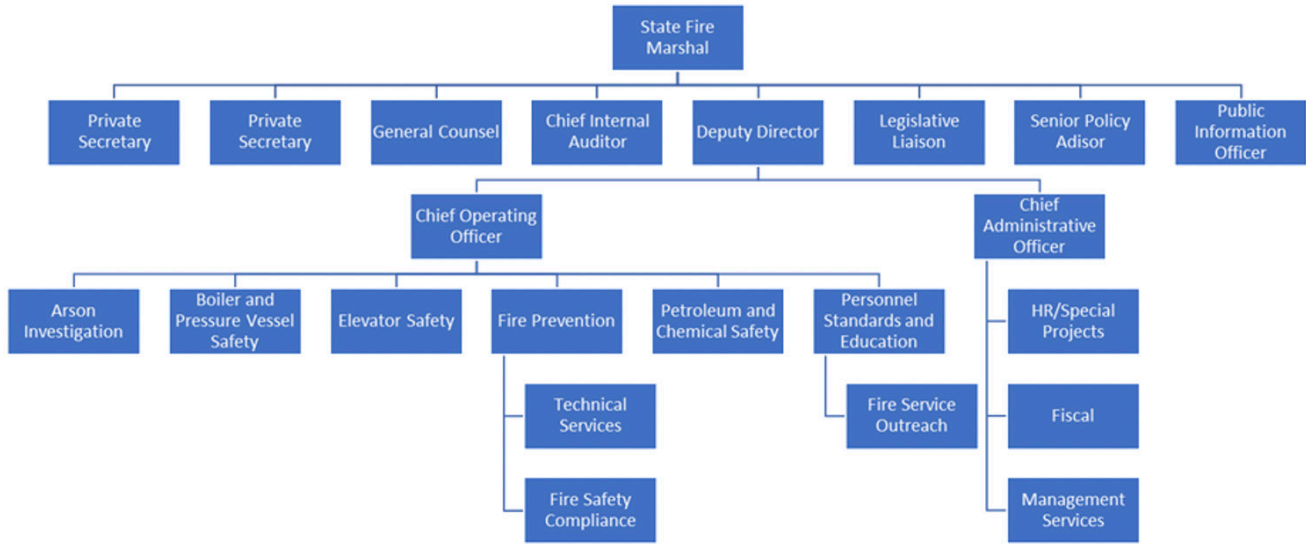 State Fire
Marshal
Private
Secretary
Private
Secretary
General Counsel
Chief Internal
Auditor
Deputy Director
Legislative
Liaison
Senior Policy
Adisor
Public
Information
Officer
Chief Operating
Officer
Chief
Administrative
Officer
Arson
Investigation
Boiler and
Pressure Vessel
Safety
Elevator Safety
Fire Prevention
Petroleum and
Chemical Safety
Personnel
Standards and
Education
HR/Special
Projects
Technical
Services
Fire Service
Outreach
Fiscal
Fire Safety
Compliance
Management
Services